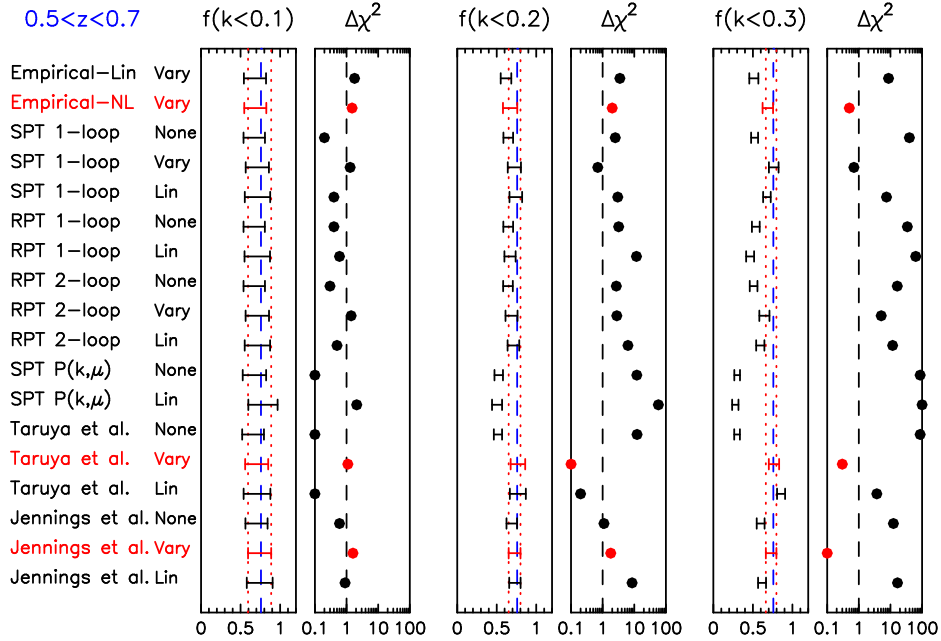 0.5<z<0.7 f(k<0.1) Δχ² f(k<0.2) Δχ² f(k<0.3) Δχ²
Empirical−Lin Vary
Empirical−NL Vary
SPT 1−loop None
SPT 1−loop Vary
SPT 1−loop Lin
RPT 1−loop None
RPT 1−loop Lin
RPT 2−loop None
RPT 2−loop Vary
RPT 2−loop Lin
SPT P(k,μ) None
SPT P(k,μ) Lin
Taruya et al. None
Taruya et al. Vary
Taruya et al. Lin
Jennings et al. None
Jennings et al. Vary
Jennings et al. Lin
0 0.5 1 0.1 1 10 100 0 0.5 1 0.1 1 10 100 0 0.5 1 0.1 1 10 100